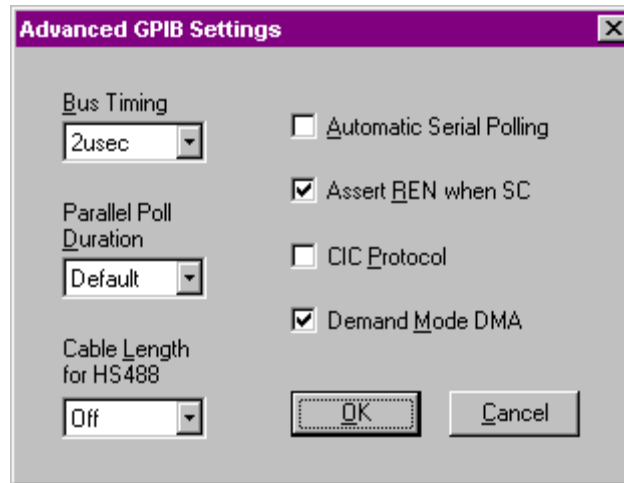 Advanced GPIB Settings
Bus Timing
2usec
Parallel Poll
Duration
Default
Cable Length
for HS488
Off
Automatic Serial Polling
Assert REN when SC
CIC Protocol
Demand Mode DMA
OK
Cancel